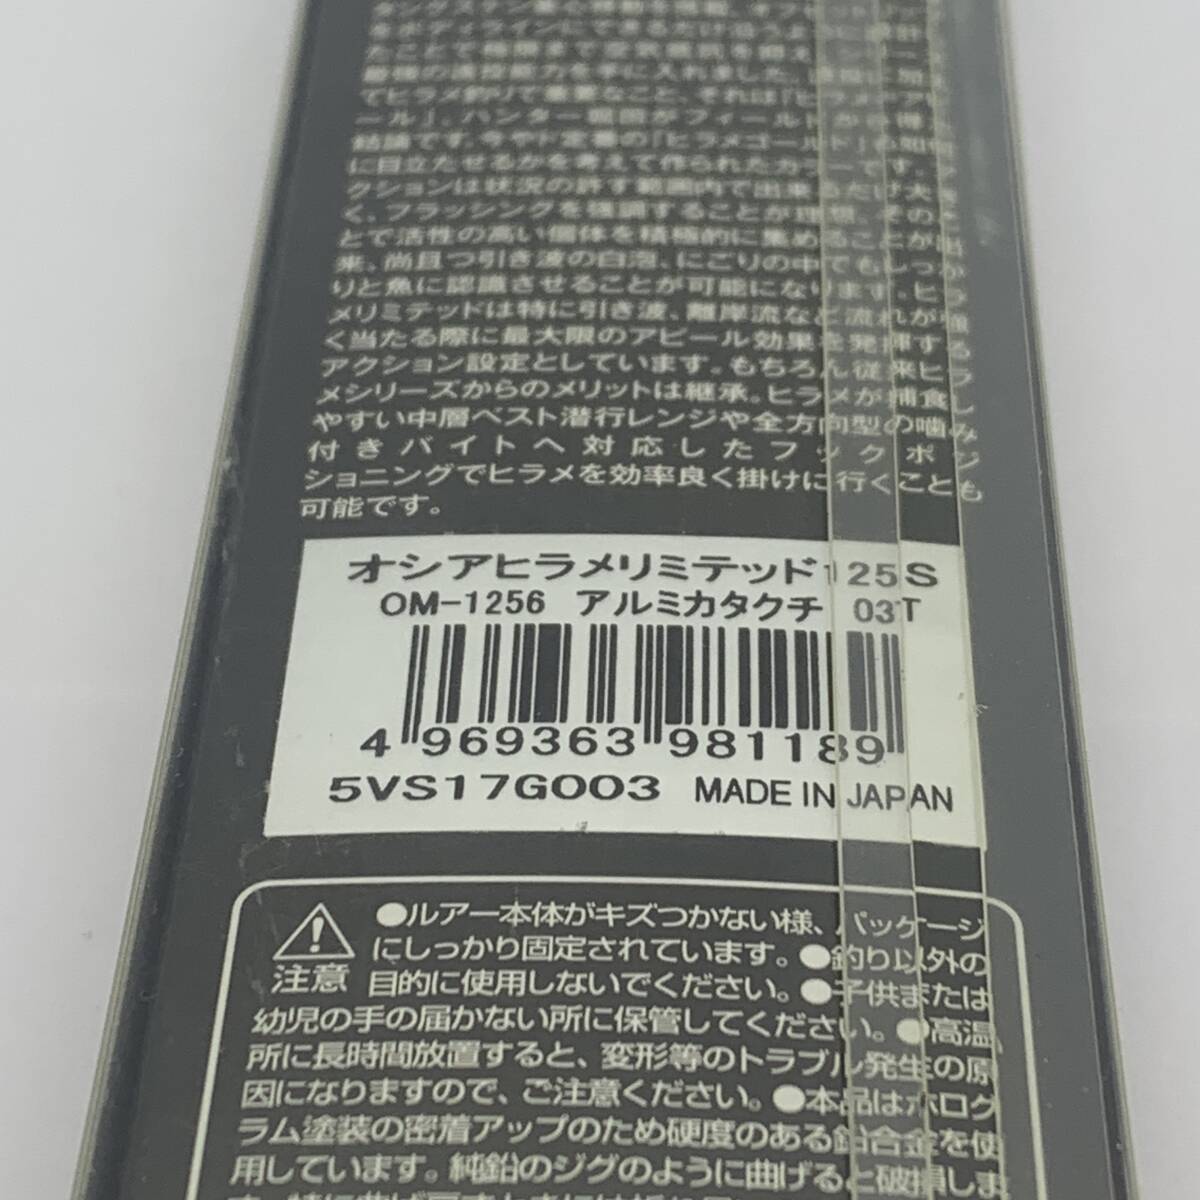 に目立たせるかを考えて作られたカラーです。
クションは状況の許す範囲内で出来るだけ大き
く、フラッシングを強調することが理想。そのこ
とで活性の高い個体を積極的に集めることが出
来、尚且つ引き波の白泡、にごりの中でもしっか
りと魚に認識させることが可能になります。ヒラ
メリミテッドは特に引き波、離岸流など流れが強
く当たる際に最大限のアピール効果を発揮する
アクション設定としています。もちろん従来ヒラ
メシリーズからのメリットは継承。ヒラメが捕食し
やすい中層ベスト潜行レンジや全方向型の噛み
付きバイトへ対応したフックポジ
ショニングでヒラメを効率良く掛けに行くことも
可能です。
オシアヒラメリミテッド125S
OM-1256 アルミカタクチ 03T
4 969363 981189
5VS17G003 MADE IN JAPAN
●ルアー本体がキズつかない様、パッケージ
にしっかり固定されています。●釣り以外の
注意 目的に使用しないでください。●子供または
幼児の手の届かない所に保管してください。●高温
所に長時間放置すると、変形等のトラブル発生の原
因になりますので、ご注意ください。●本品はホログ
ラム塗装の密着アップのため硬度のある鉛合金を使
用しています。純鉛のジグのように曲げると破損しま